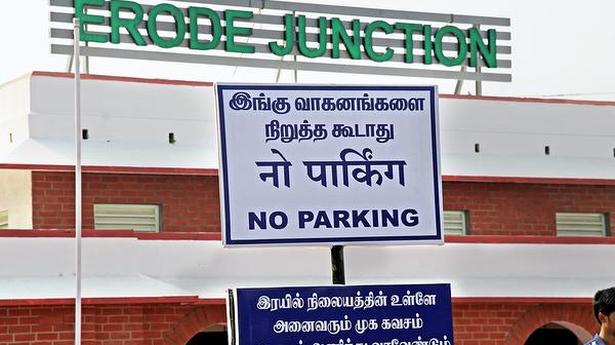 ERODE JUNCTION
இங்கு வாகனங்களை
நிறுத்த கூடாது
नो पार्किंग
NO PARKING
இரயில் நிலையத்தின் உள்ளே
அனைவரும் முக கவசம்